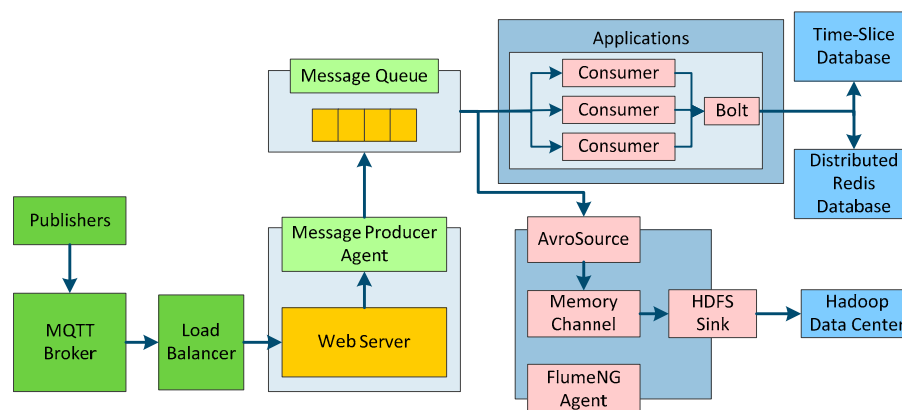 Applications
Time-Slice
Database
Message Queue
Consumer
Consumer
Bolt
Consumer
Distributed
Redis
Database
Publishers
Message Producer
Agent
AvroSource
MQTT
Broker
Load
Balancer
Web Server
Memory
Channel
HDFS
Sink
Hadoop
Data Center
FlumeNG
Agent